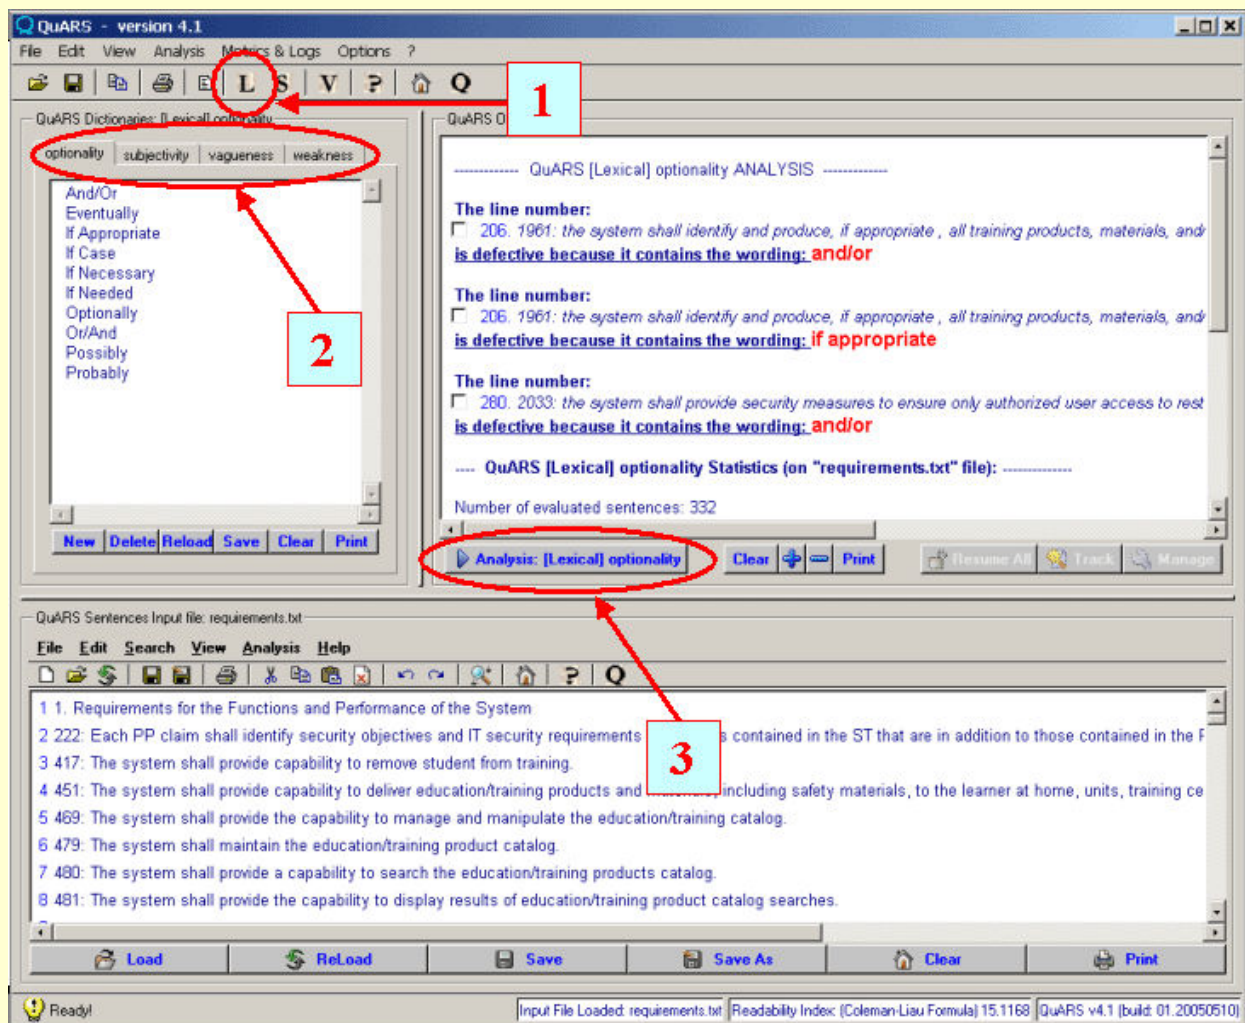 QuARS - version 4.1
File Edit View Analysis Metrics & Logs Options ?
L S V ? Q
1
QuARS Dictionaries: [Lexical] optionality
optionality subjectivity vagueness weakness
And/Or
Eventually
If Appropriate
If Case
If Necessary
If Needed
Optionally
Or/And
Possibly
Probably
2
New Delete Reload Save Clear Print
QuARS O
------------- QuARS [Lexical] optionality ANALYSIS -------------
The line number:
206. 1961: the system shall identify and produce, if appropriate , all training products, materials, and/
is defective because it contains the wording: and/or
The line number:
206. 1961: the system shall identify and produce, if appropriate , all training products, materials, and/
is defective because it contains the wording: if appropriate
The line number:
280. 2033: the system shall provide security measures to ensure only authorized user access to rest
is defective because it contains the wording: and/or
---- QuARS [Lexical] optionality Statistics (on "requirements.txt" file): --------------
Number of evaluated sentences: 332
Analysis: [Lexical] optionality Clear Print Resume All Track Manage
3
QuARS Sentences Input file: requirements.txt
File Edit Search View Analysis Help
? Q
1 1. Requirements for the Functions and Performance of the System
2 222: Each PP claim shall identify security objectives and IT security requirements s contained in the ST that are in addition to those contained in the P
3 417: The system shall provide capability to remove student from training.
4 451: The system shall provide capability to deliver education/training products and including safety materials, to the learner at home, units, training ce
5 469: The system shall provide the capability to manage and manipulate the education/training catalog.
6 479: The system shall maintain the education/training product catalog.
7 480: The system shall provide a capability to search the education/training products catalog.
8 481: The system shall provide the capability to display results of education/training product catalog searches.
Load ReLoad Save Save As Clear Print
Ready! Input File Loaded: requirements.txt Readability Index: (Coleman-Liau Formula) 15.1168 QuARS v4.1 (build: 01.20050510)